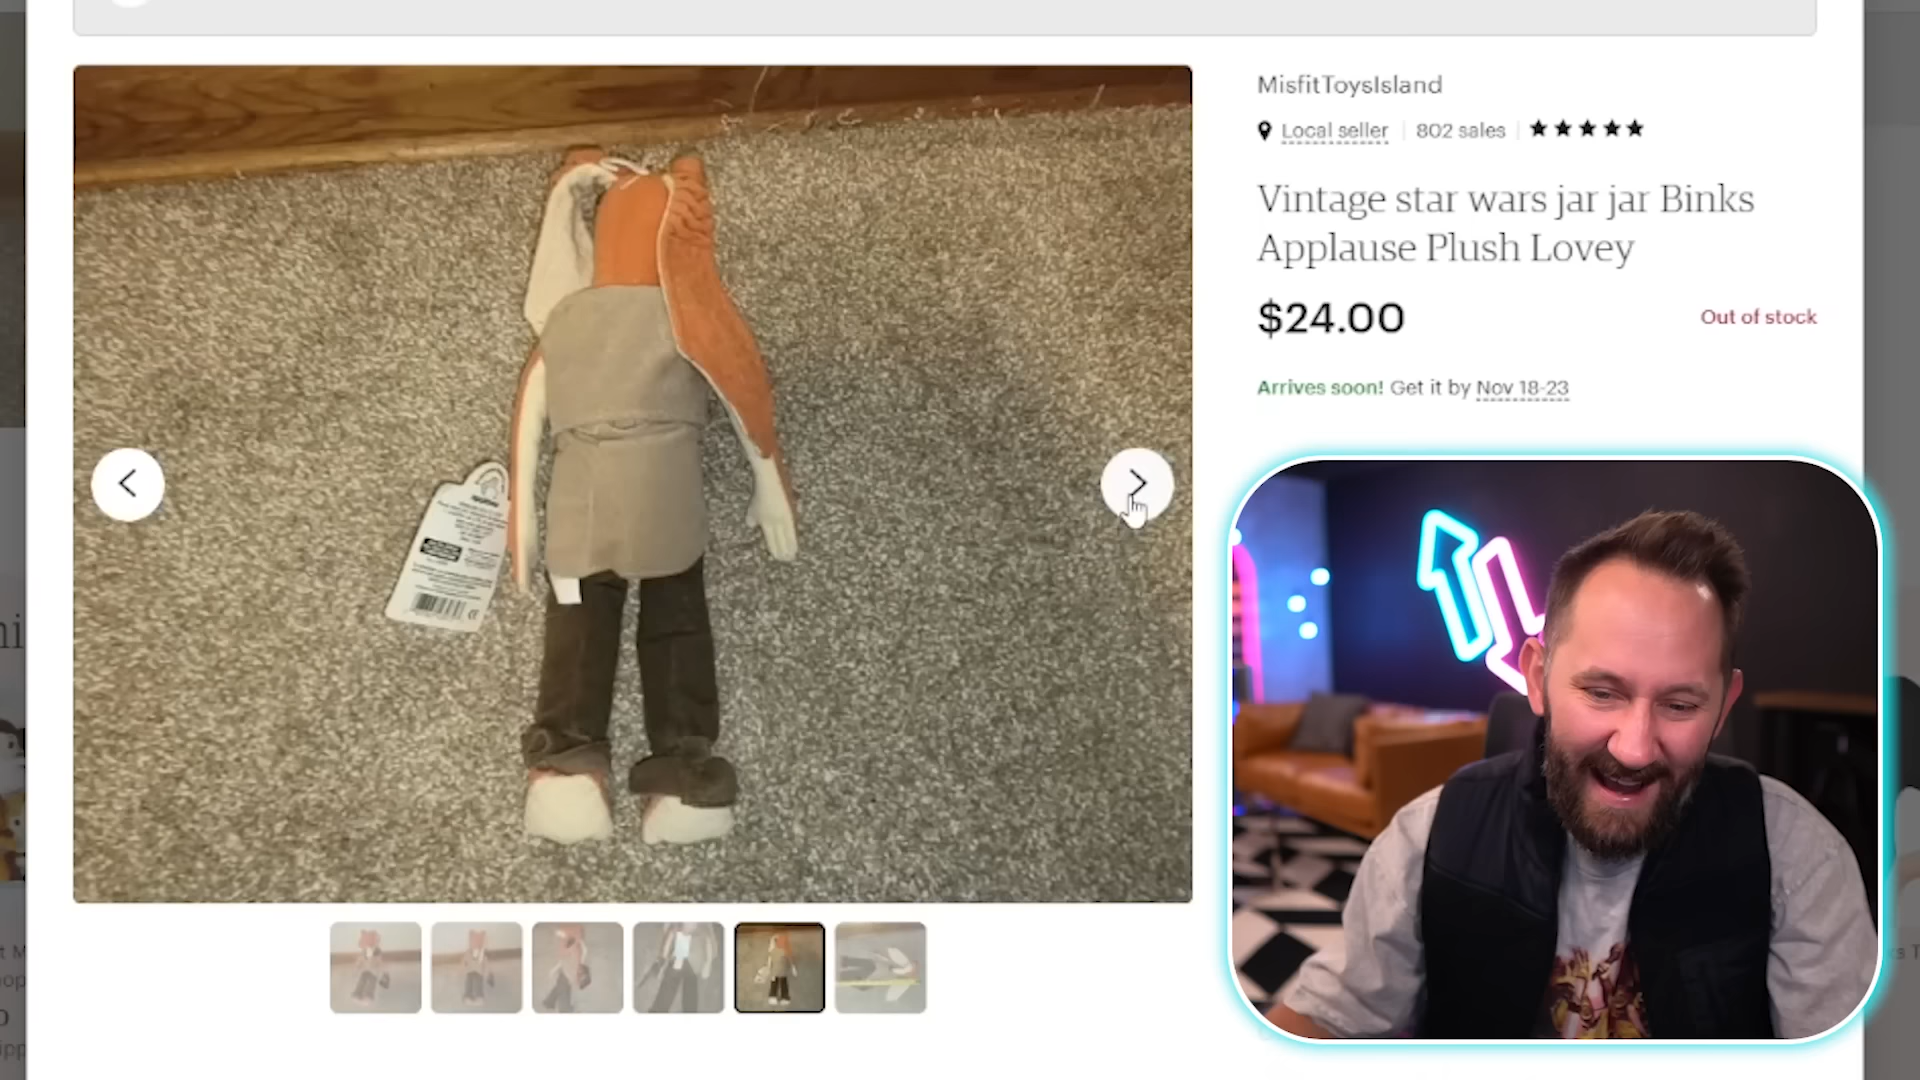 MisfitToysIsland
Local seller
802 sales
Vintage star wars jar jar Binks
Applause Plush Lovey
$24.00
Out of stock
Arrives soon! Get it by Nov 18-23